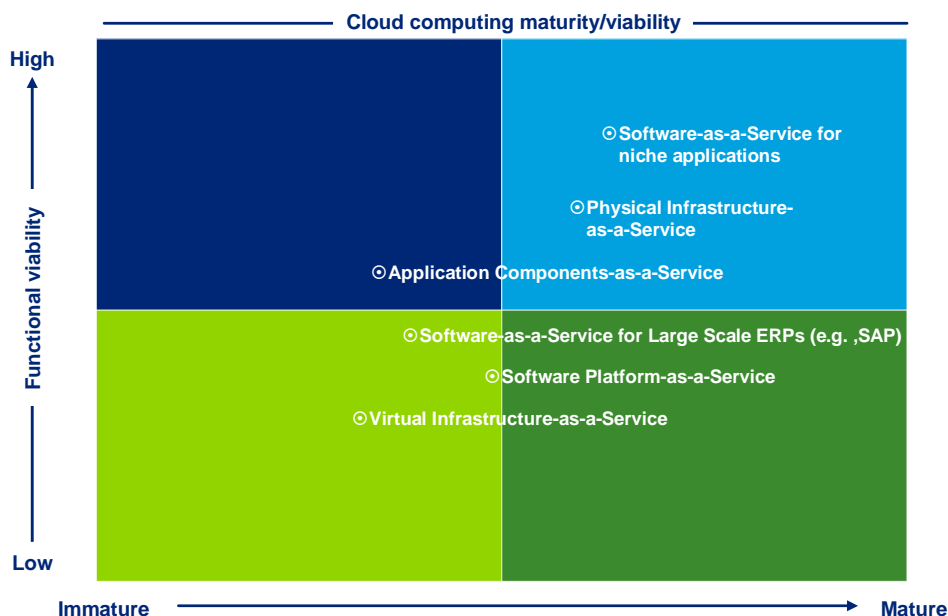 Cloud computing maturity/viability
High
Software-as-a-Service for
niche applications
Physical Infrastructure-
as-a-Service
Functional viability
Application Components-as-a-Service
Software-as-a-Service for Large Scale ERPs (e.g. ,SAP)
Software Platform-as-a-Service
Virtual Infrastructure-as-a-Service
Low
Immature
Mature